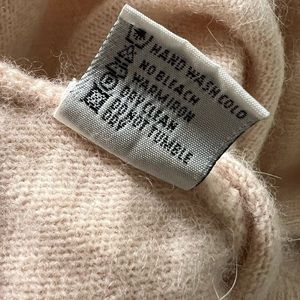 HAND WASH COLD
NO BLEACH
WARM IRON
DRY CLEAN
DO NOT TUMBLE
DRY